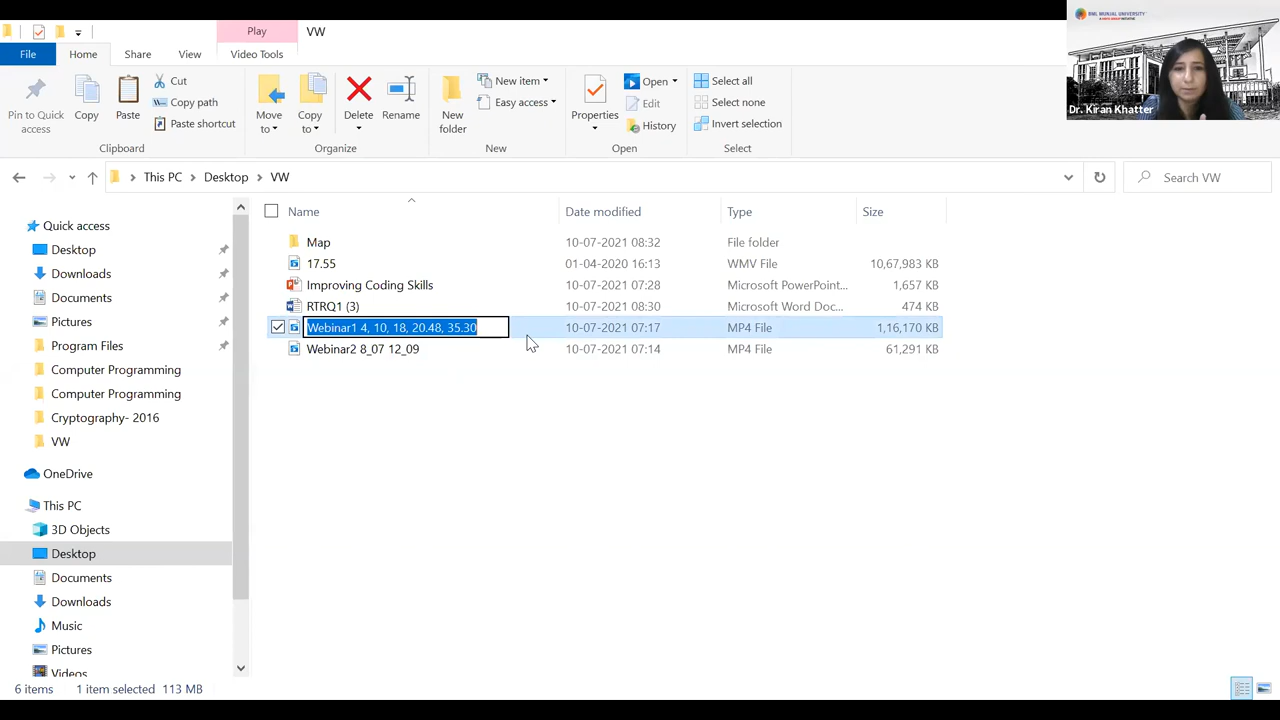 Play
VW
File
Home
Share
View
Video Tools
Pin to Quick access
Copy
Paste
Cut
Copy path
Paste shortcut
Clipboard
Move to
Copy to
Delete
Rename
Organize
New folder
New item
Easy access
New
Properties
Open
Edit
History
Open
Select all
Select none
Invert selection
Select
BML MUNJAL UNIVERSITY
Dr. Kiran Khatter
This PC
Desktop
VW
Search VW
Name
Date modified
Type
Size
Map 10-07-2021 08:32 File folder
17.55 01-04-2020 16:13 WMV File 10,67,983 KB
Improving Coding Skills 10-07-2021 07:28 Microsoft PowerPoint... 1,657 KB
RTRQ1 (3) 10-07-2021 08:30 Microsoft Word Doc... 474 KB
Webinar1 4, 10, 18, 20.48, 35.30 10-07-2021 07:17 MP4 File 1,16,170 KB
Webinar2 8_07 12_09 10-07-2021 07:14 MP4 File 61,291 KB
Quick access
Desktop
Downloads
Documents
Pictures
Program Files
Computer Programming
Computer Programming
Cryptography- 2016
VW
OneDrive
This PC
3D Objects
Desktop
Documents
Downloads
Music
Pictures
Videos
6 items
1 item selected 113 MB